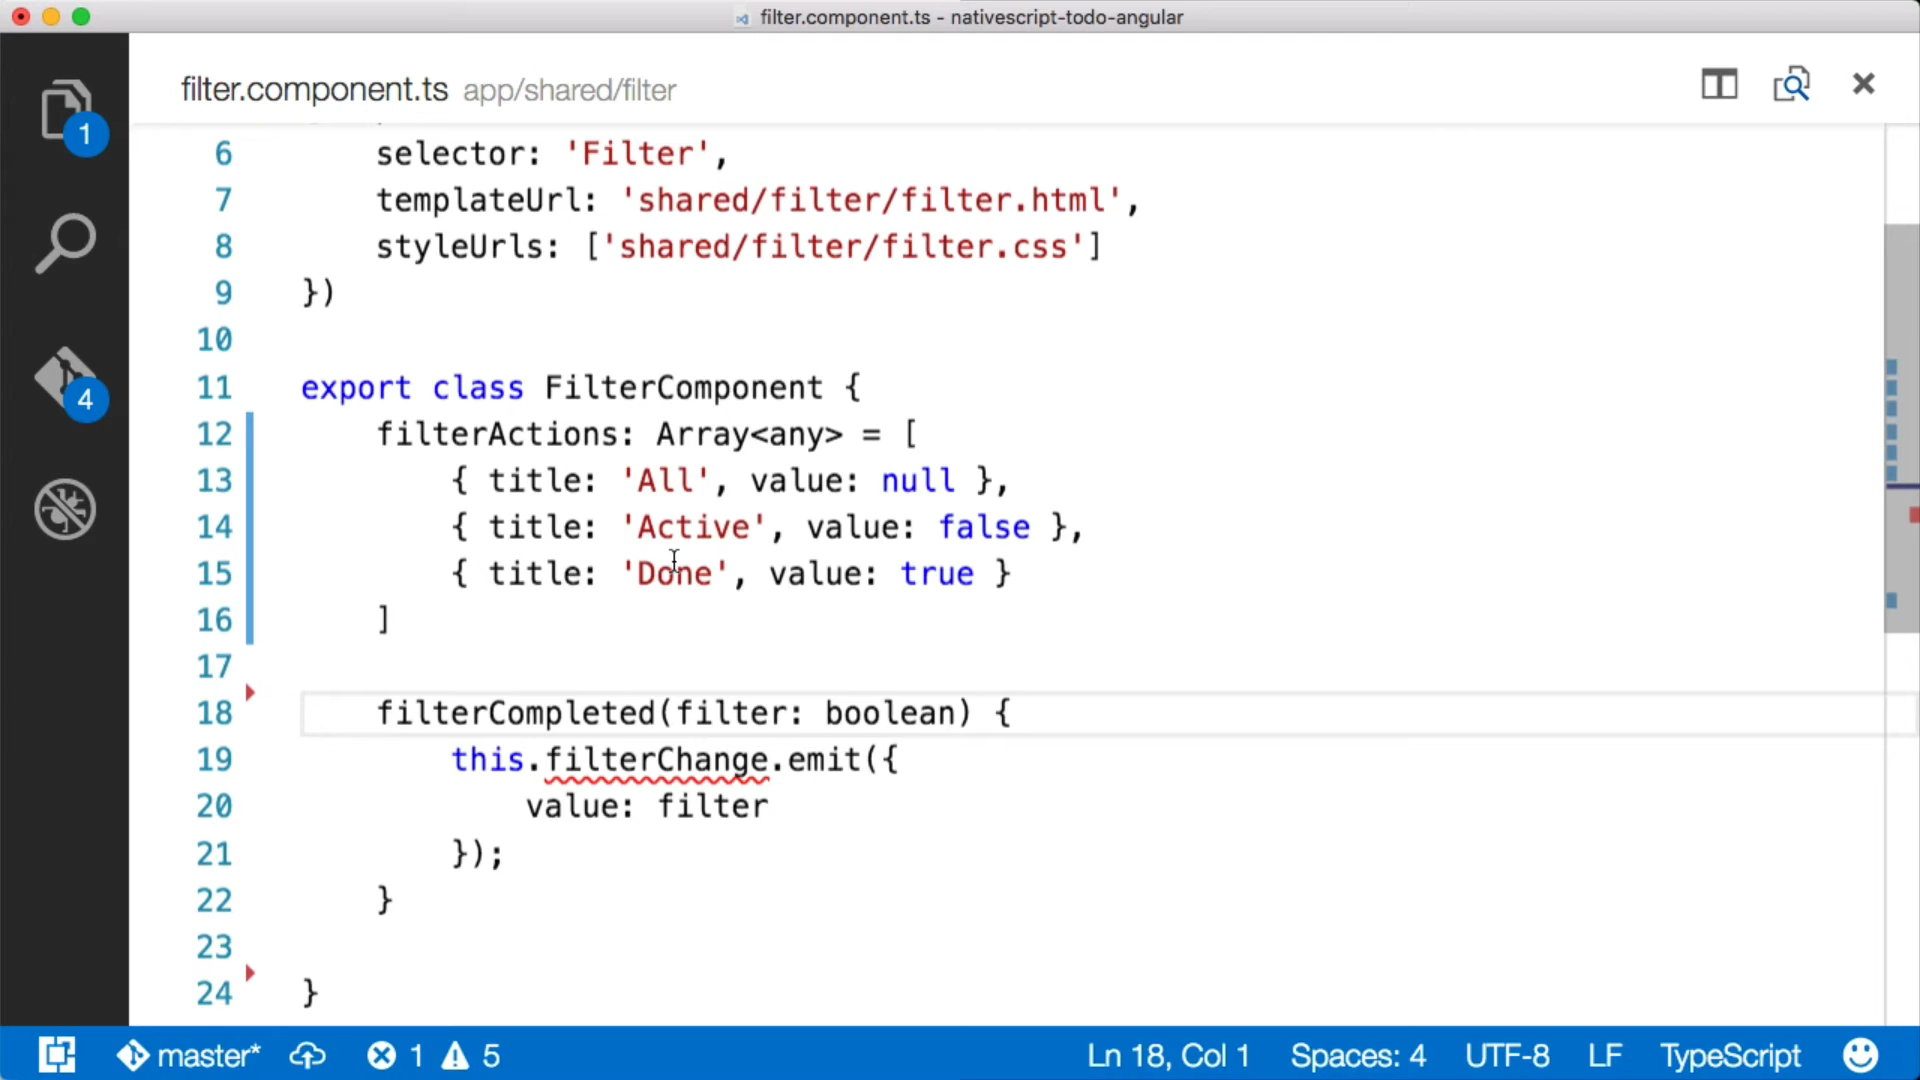 filter.component.ts - nativescript-todo-angular
filter.component.ts app/shared/filter
1
4
6 selector: 'Filter',
7 templateUrl: 'shared/filter/filter.html',
8 styleUrls: ['shared/filter/filter.css']
9 })
10
11 export class FilterComponent {
12 filterActions: Array<any> = [
13 { title: 'All', value: null },
14 { title: 'Active', value: false },
15 { title: 'Done', value: true }
16 ]
17
18 filterCompleted(filter: boolean) {
19 this.filterChange.emit({
20 value: filter
21 });
22 }
23
24 }
master* 1 5 Ln 18, Col 1 Spaces: 4 UTF-8 LF TypeScript